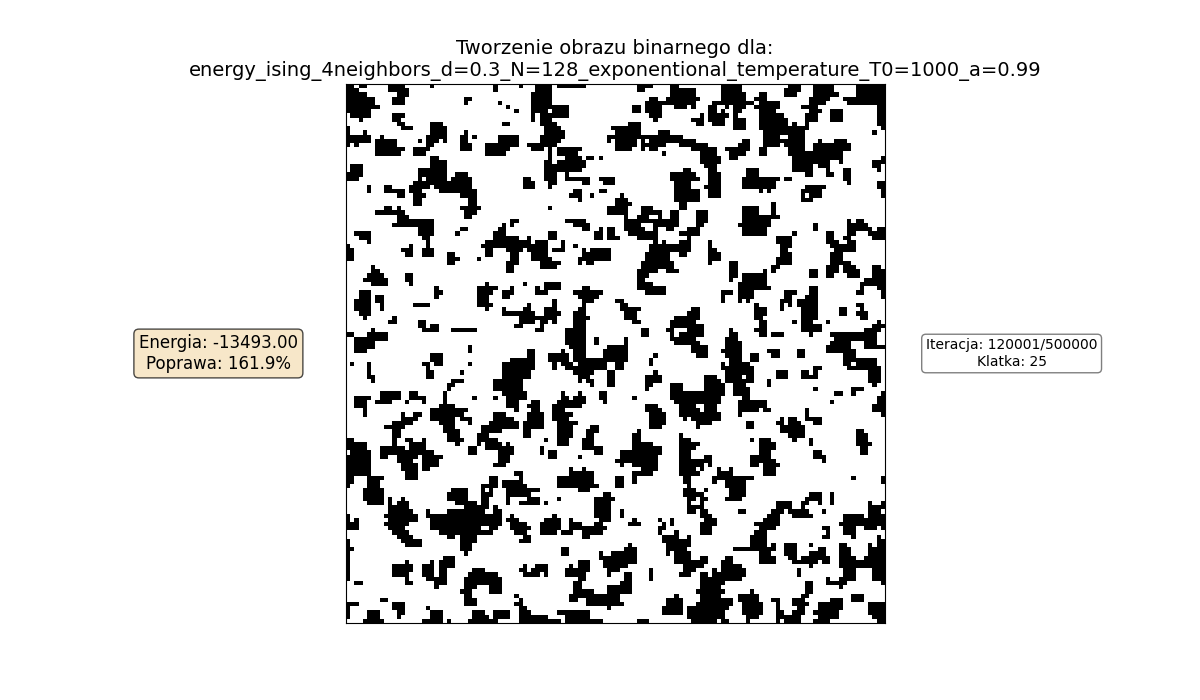 Tworzenie obrazu binarnego dla:
energy_ising_4neighbors_d=0.3_N=128_exponentional_temperature_T0=1000_a=0.99
Energia: -13493.00
Poprawa: 161.9%
Iteracja: 120001/500000
Klatka: 25